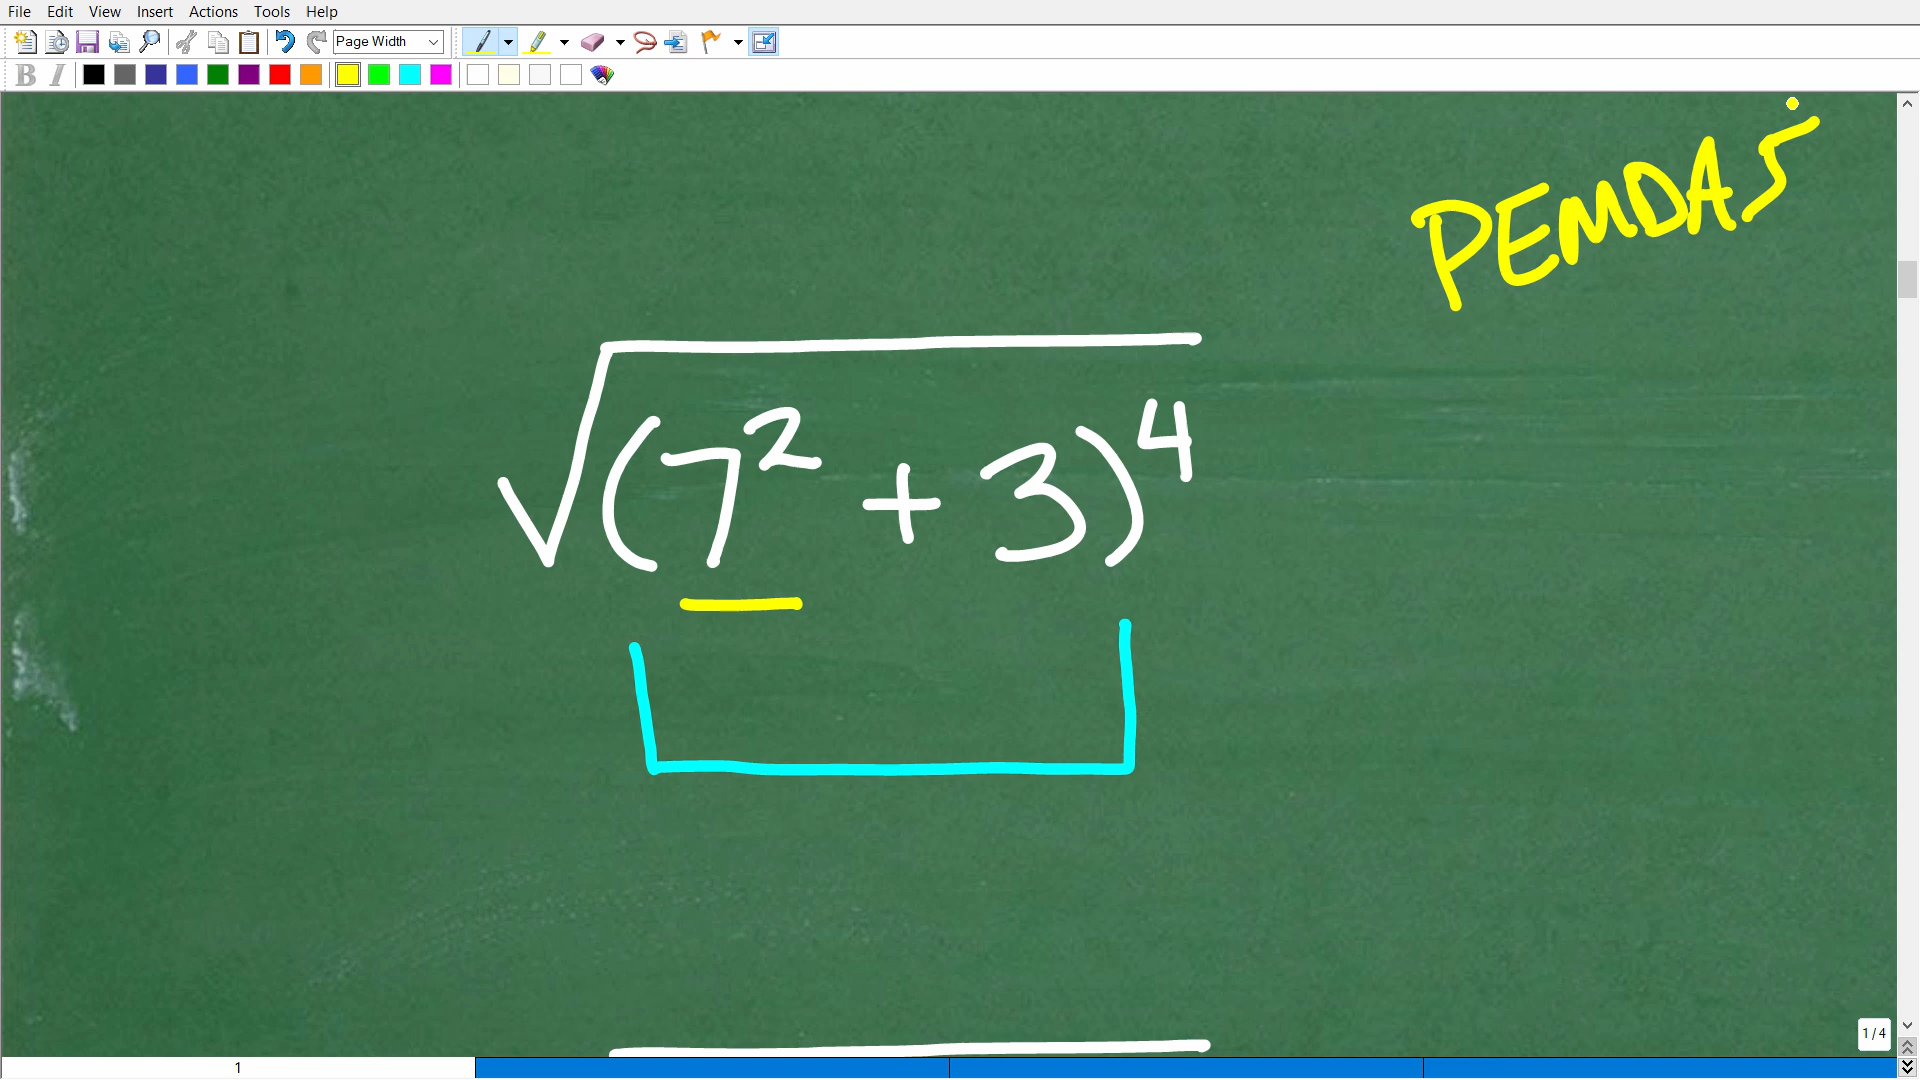 File Edit View Insert Actions Tools Help
Page Width
B I
PEMDAS
√(7² + 3)⁴
1 / 4
1